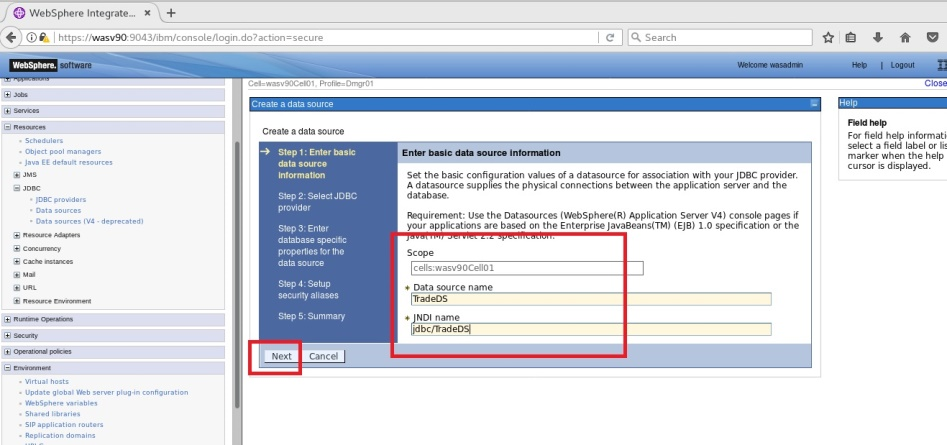 WebSphere Integrate...
https://wasv90:9043/ibm/console/login.do?action=secure
Search
WebSphere. software
Welcome wasadmin
Help | Logout
Applications
Jobs
Services
Resources
Schedulers
Object pool managers
Java EE default resources
JMS
JDBC
JDBC providers
Data sources
Data sources (V4 - deprecated)
Resource Adapters
Concurrency
Cache instances
Mail
URL
Resource Environment
Runtime Operations
Security
Operational policies
Environment
Virtual hosts
Update global Web server plug-in configuration
WebSphere variables
Shared libraries
SIP application routers
Replication domains
Cell=wasv90Cell01, Profile=Dmgr01
Close
Create a data source
Create a data source
Step 1: Enter basic
data source
information
Step 2: Select JDBC
provider
Step 3: Enter
database specific
properties for the
data source
Step 4: Setup
security aliases
Step 5: Summary
Enter basic data source information
Set the basic configuration values of a datasource for association with your JDBC provider.
A datasource supplies the physical connections between the application server and the
database.
Requirement: Use the Datasources (WebSphere(R) Application Server V4) console pages if
your applications are based on the Enterprise JavaBeans(TM) (EJB) 1.0 specification or the
Java(TM) Servlet 2.2 specification.
Scope
cells:wasv90Cell01
Data source name
TradeDS
JNDI name
jdbc/TradeDS
Next
Cancel
Help
Field help
For field help informati
select a field label or lis
marker when the help
cursor is displayed.